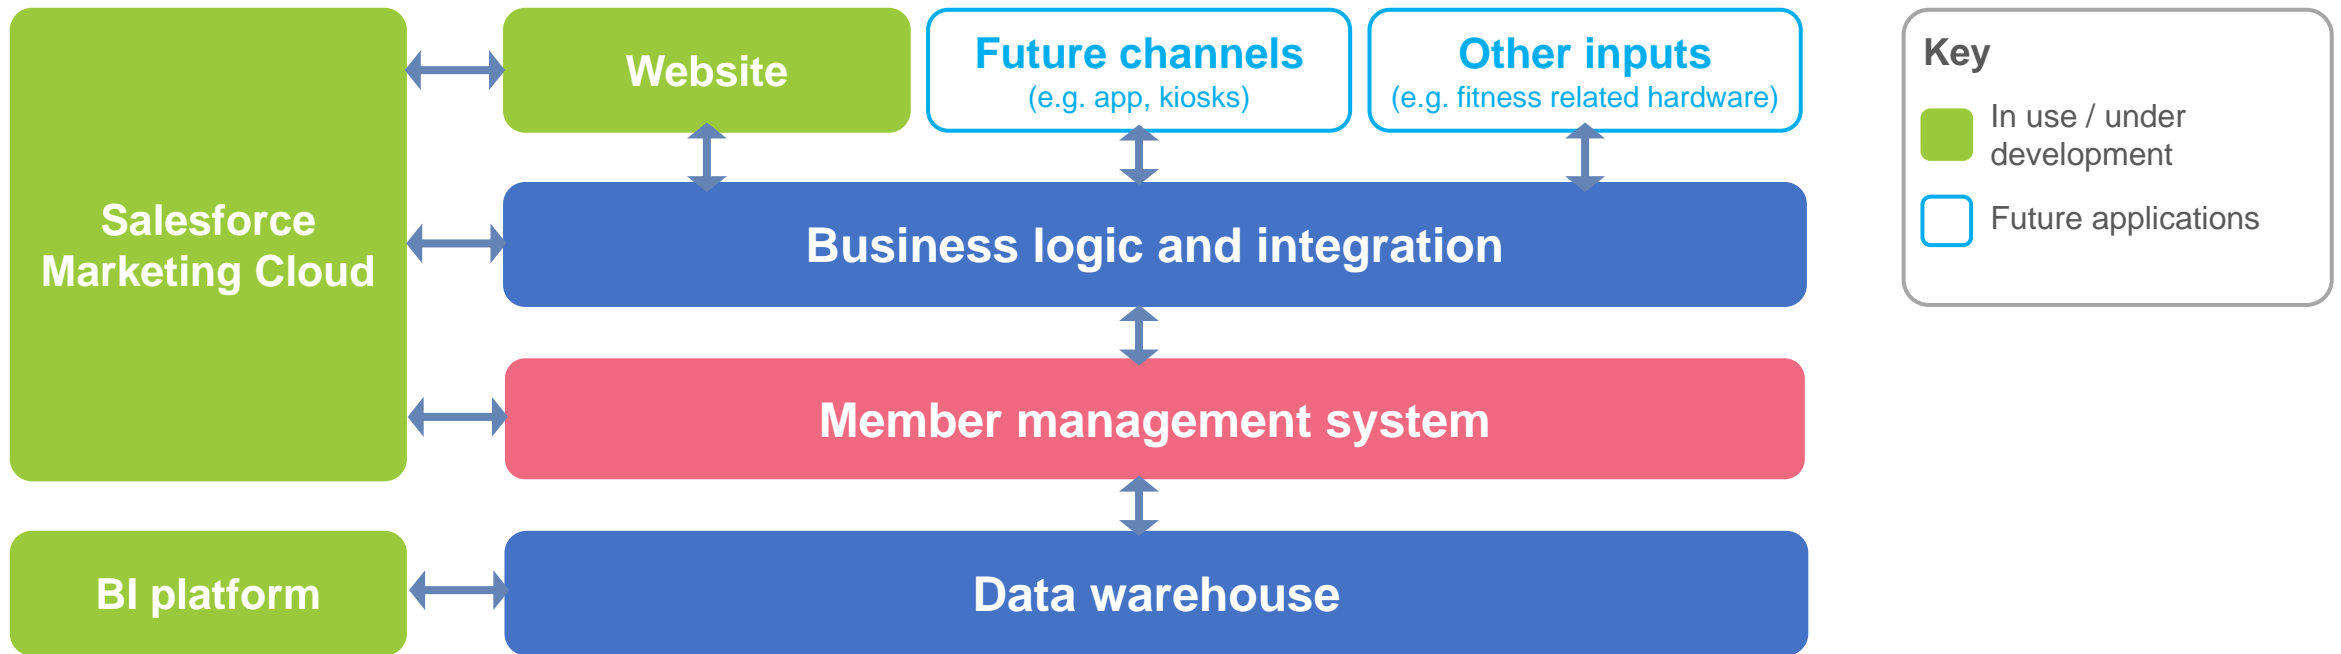 Website
Future channels
(e.g. app, kiosks)
Other inputs
(e.g. fitness related hardware)
Key
In use / under
development
Future applications
Salesforce
Marketing Cloud
Business logic and integration
Member management system
BI platform
Data warehouse